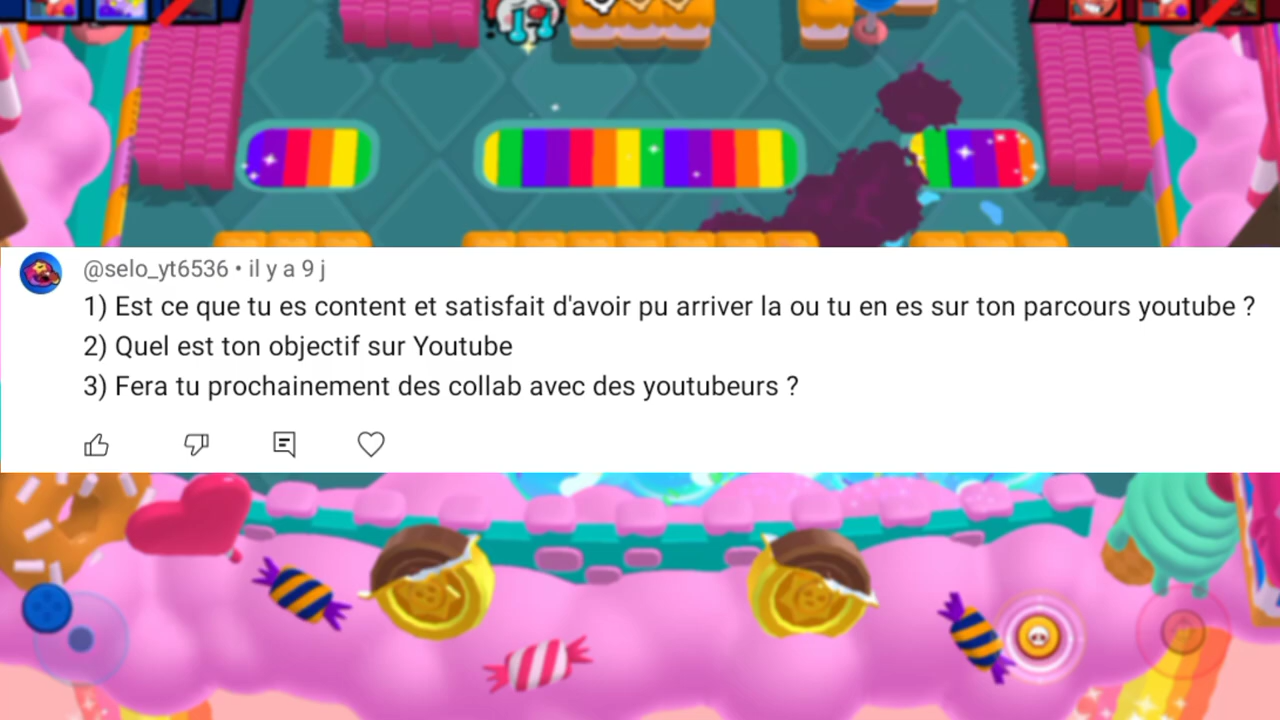 @selo_yt6536 • il y a 9 j
1) Est ce que tu es content et satisfait d'avoir pu arriver la ou tu en es sur ton parcours youtube ?
2) Quel est ton objectif sur Youtube
3) Fera tu prochainement des collab avec des youtubeurs ?